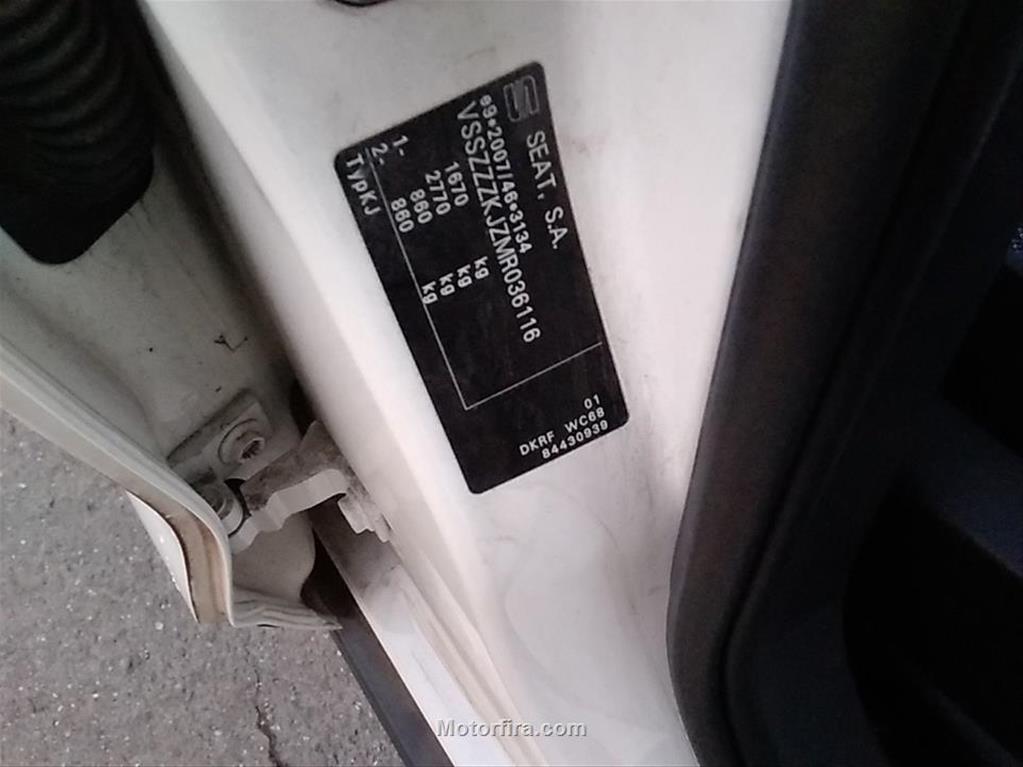 SEAT, S.A.
e9*2007/46*3134
VSSZZZKJZMR036116
1670 kg
2770 kg
1- 860 kg
2- 860 kg
TypKJ
01
DKRF WC68
84430939
Motorfira.com